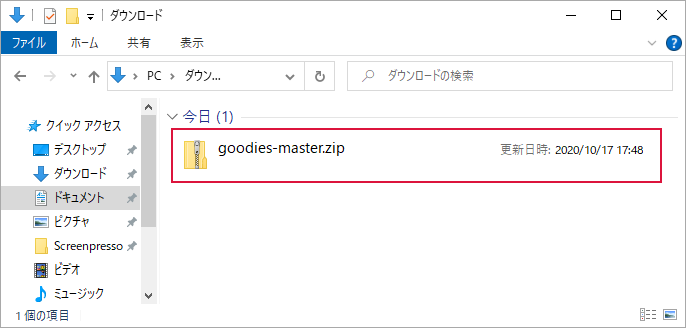 ダウンロード
ファイル ホーム 共有 表示
PC ダウン... ダウンロードの検索
今日 (1)
クイック アクセス
goodies-master.zip 更新日時: 2020/10/17 17:48
デスクトップ
ダウンロード
ドキュメント
ピクチャ
Screenpresso
ビデオ
ミュージック
1 個の項目